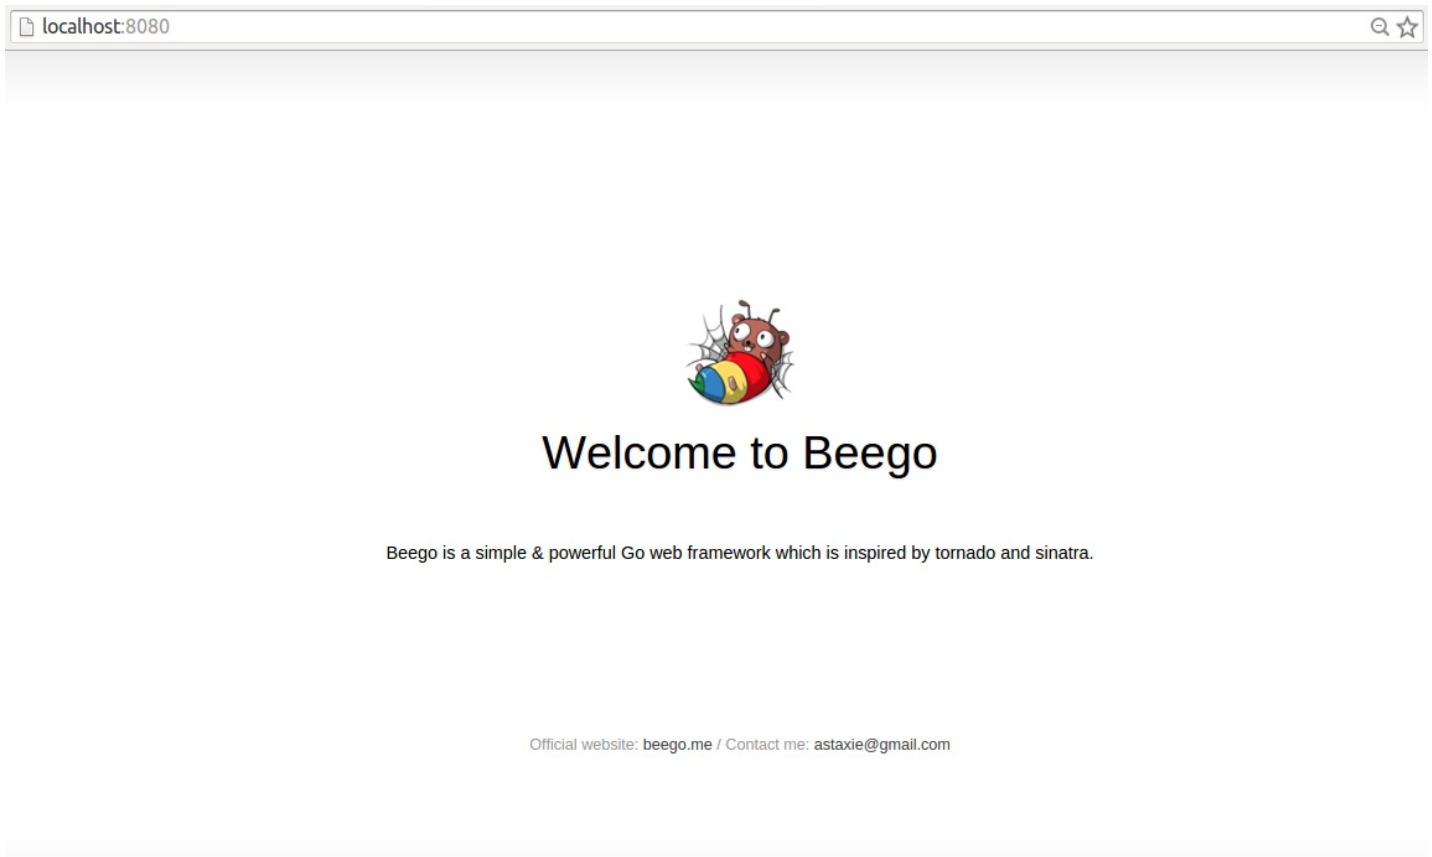 localhost:8080
Welcome to Beego
Beego is a simple & powerful Go web framework which is inspired by tornado and sinatra.
Official website: beego.me / Contact me: astaxie@gmail.com